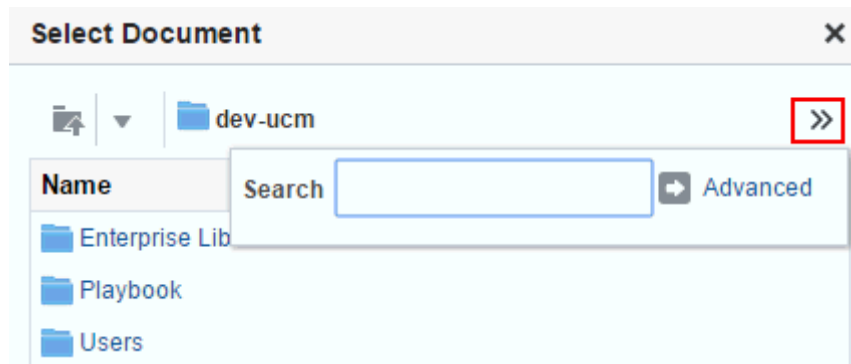 Select Document
dev-ucm
Name
Search
Advanced
Enterprise Lib
Playbook
Users